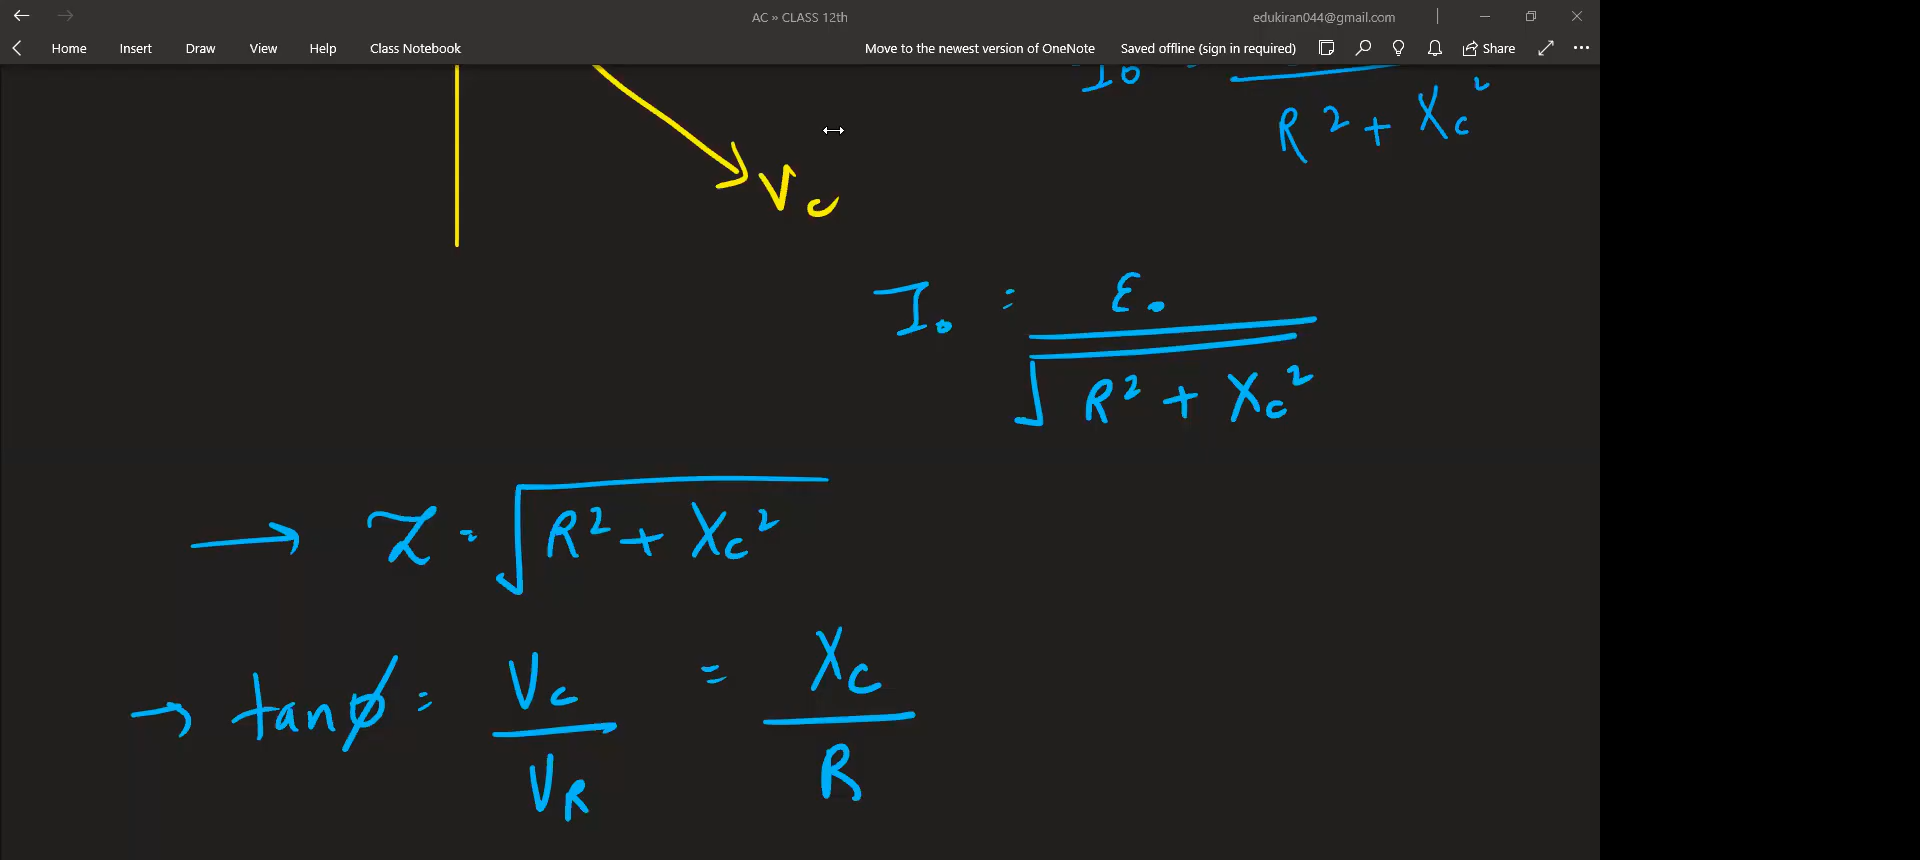 AC » CLASS 12th
edukiran044@gmail.com
Home Insert Draw View Help Class Notebook Move to the newest version of OneNote Saved offline (sign in required) Share
R² + Xc²
Vc
I₀ = ε₀ / √(R² + Xc²)
→ Z = √(R² + Xc²)
→ tanϕ = Vc / VR = Xc / R